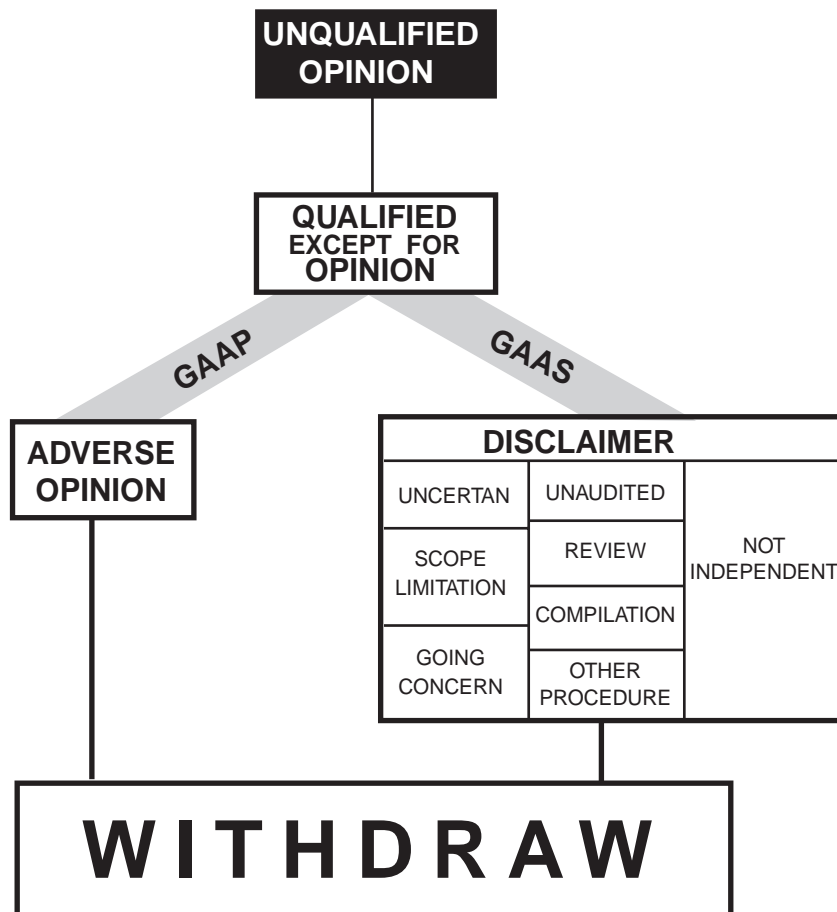 UNQUALIFIED
OPINION
QUALIFIED
EXCEPT FOR
OPINION
GAAP
GAAS
ADVERSE
OPINION
DISCLAIMER
UNCERTAN
SCOPE
LIMITATION
GOING
CONCERN
UNAUDITED
REVIEW
COMPILATION
OTHER
PROCEDURE
NOT
INDEPENDENT
WITHDRAW